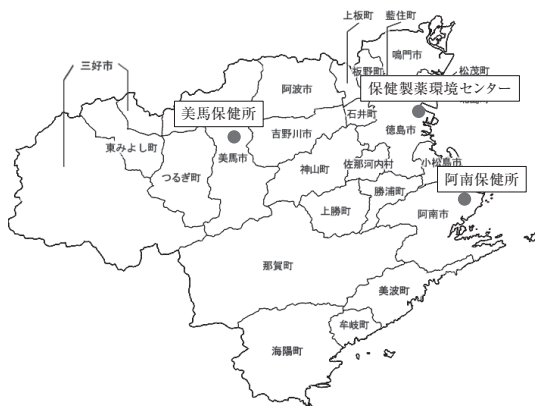 上板町
藍住町
鳴門市
三好市
板野町
松茂町
阿波市
保健製薬環境センター
美馬保健所
石井町
吉野川市
徳島市
東みよし町
美馬市
佐那河内村
小松島市
つるぎ町
神山町
阿南保健所
勝浦町
上勝町
阿南市
那賀町
美波町
牟岐町
海陽町